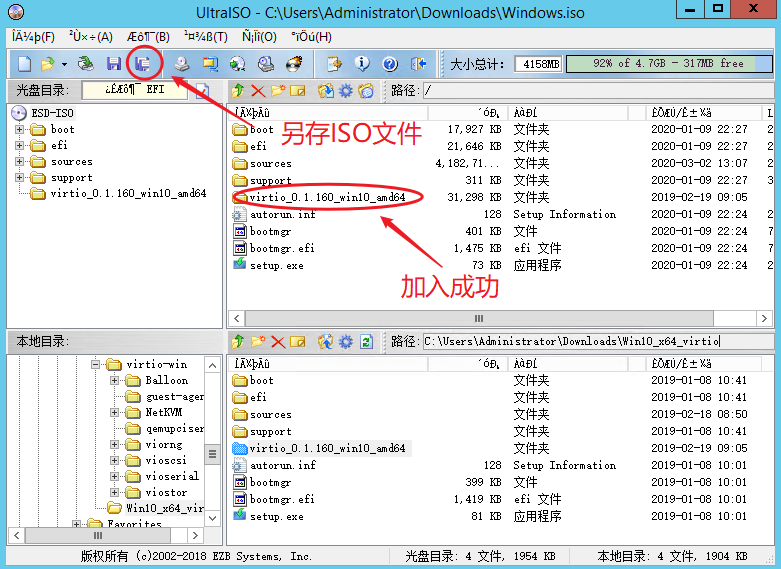 UltraISO - C:\Users\Administrator\Downloads\Windows.iso
ÎÄ¼þ(F) ²Ù×÷(A) Æô¶¯(B) ¹¤¾ß(T) Ñ¡Ïî(O) °ïÖú(H)
大小总计: 4158MB 92% of 4.7GB - 317MB free
光盘目录: ¿ÉÆô¶¯ EFI 路径: /
ESD-ISO
boot
efi
sources
support
virtio_0.1.160_win10_amd64
ÎÄ¼þÃû ´óÐ¡ ÀàÐÍ ÈÕÆÚ/Ê±¼ä L
boot 17,927 KB 文件夹 2020-01-09 22:27 3
efi 21,646 KB 文件夹 2020-01-09 22:27 3
sources 4,182,71... 文件夹 2020-03-02 13:07 2
support 311 KB 文件夹 2020-01-09 22:27 3
virtio_0.1.160_win10_amd64 31,298 KB 文件夹 2019-02-19 09:05
autorun.inf 128 Setup Information 2020-01-09 22:24 7
bootmgr 401 KB 文件 2020-01-09 22:24 2
bootmgr.efi 1,475 KB efi 文件 2020-01-09 22:24 2
setup.exe 73 KB 应用程序 2020-01-09 22:24 2
另存ISO文件
加入成功
本地目录: 路径: C:\Users\Administrator\Downloads\Win10_x64_virtio
virtio-win
Balloon
guest-ager
NetKVM
qemupciser
viorng
vioscsi
vioserial
viostor
Win10_x64_vir
Favorites
ÎÄ¼þÃû ´óÐ¡ ÀàÐÍ ÈÕÆÚ/Ê±¼ä
boot 文件夹 2019-01-08 10:41
efi 文件夹 2019-01-08 10:41
sources 文件夹 2019-02-18 08:50
support 文件夹 2019-01-08 10:41
virtio_0.1.160_win10_amd64 文件夹 2019-02-19 09:05
autorun.inf 128 Setup Information 2019-01-08 10:01
bootmgr 399 KB 文件 2019-01-08 10:01
bootmgr.efi 1,419 KB efi 文件 2019-01-08 10:01
setup.exe 81 KB 应用程序 2019-01-08 10:01
版权所有 (c)2002-2018 EZB Systems, Inc. 光盘目录: 4 文件, 1954 KB 本地目录: 4 文件, 1904 KB